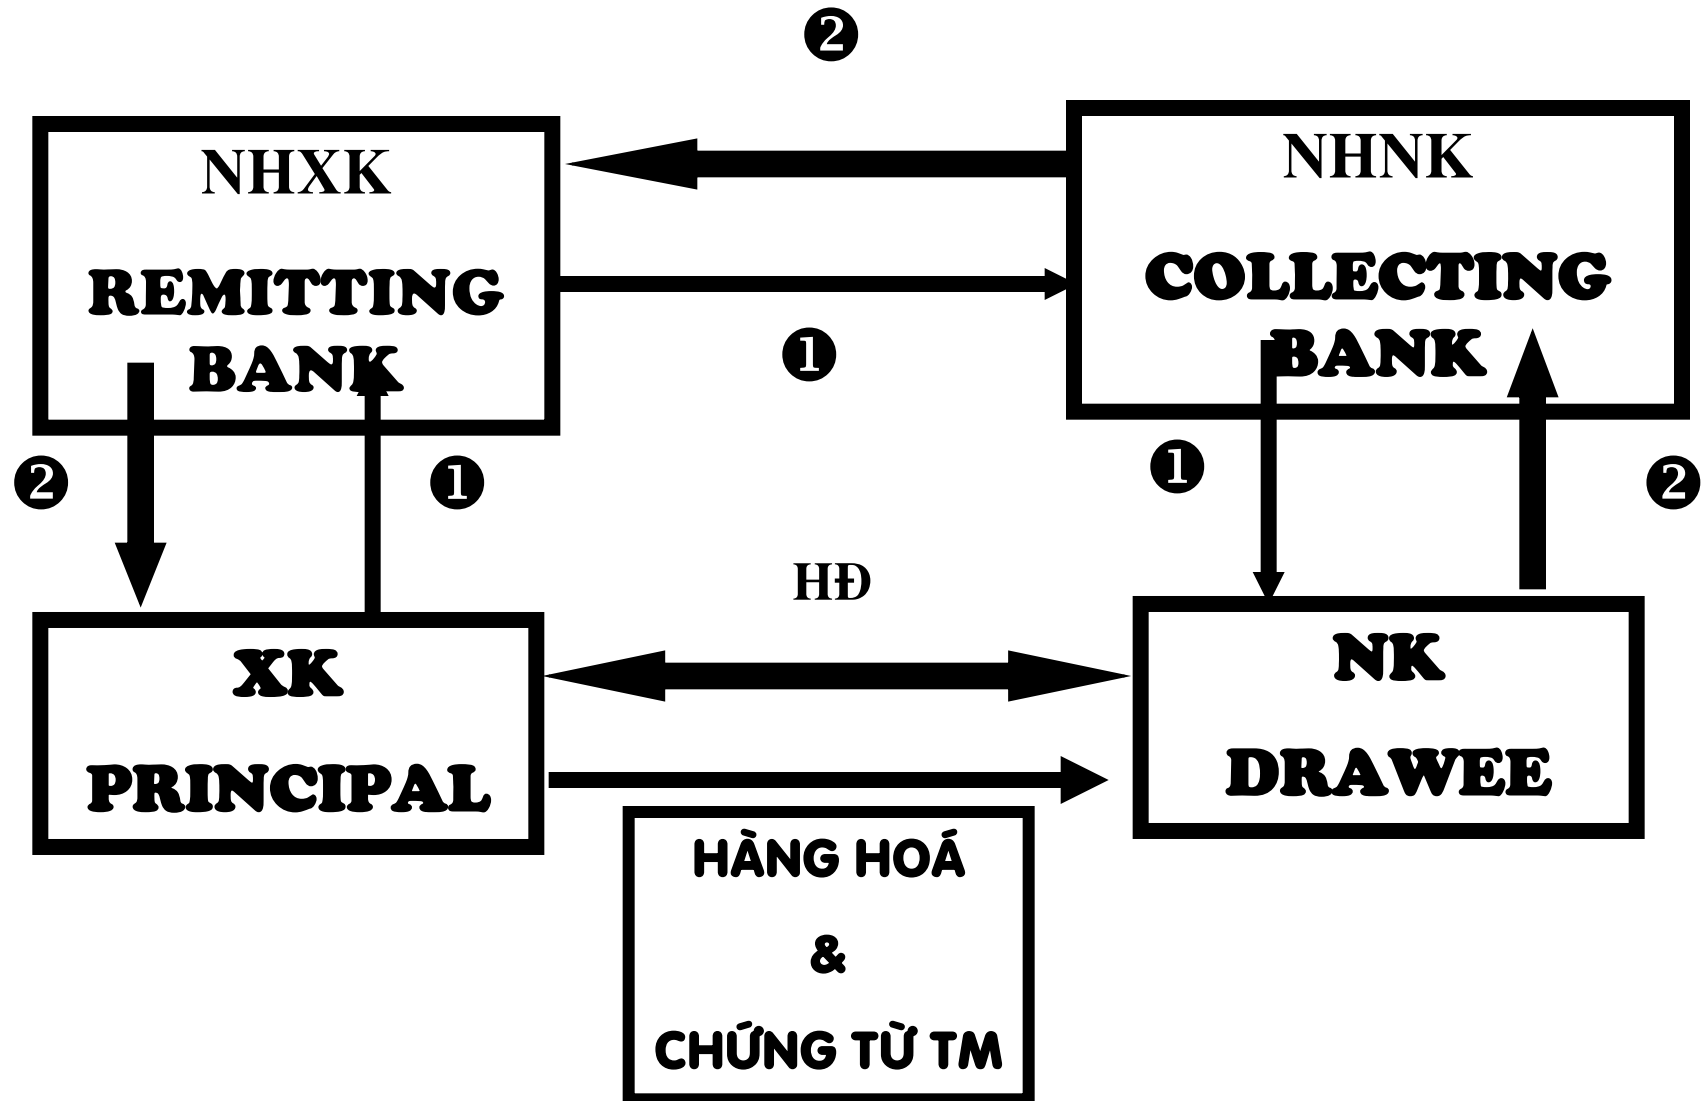 ❷
NHXK
REMITTING
BANK
NHNK
COLLECTING
BANK
❶
❷
❶
❶
❷
HĐ
XK
PRINCIPAL
NK
DRAWEE
HÀNG HOÁ
&
CHỨNG TỪ TM